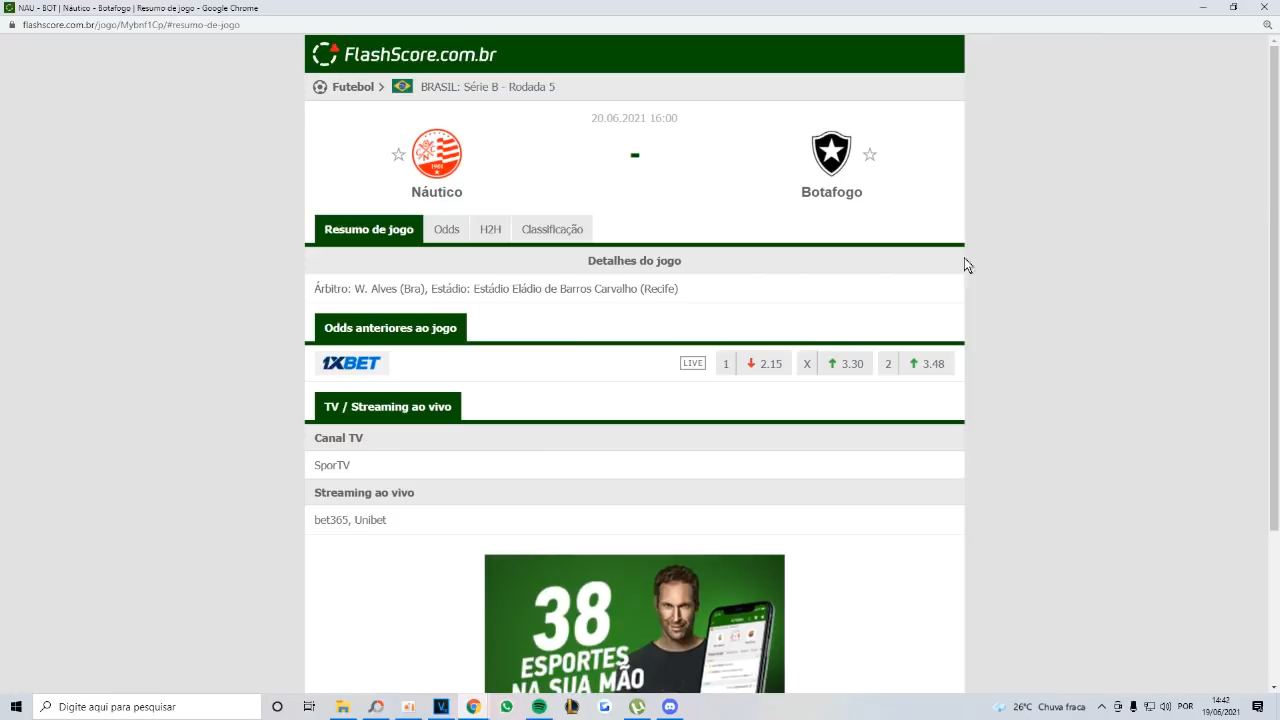 NAU - BOT | Náutico - Botafogo | Resumo de jogo - Google Chrome
flashscore.com.br/jogo/Mybnf1Cp/#resumo-de-jogo
FlashScore.com.br
Futebol > BRASIL: Série B - Rodada 5
20.06.2021 16:00
-
Náutico Botafogo
Resumo de jogo Odds H2H Classificação
Detalhes do jogo
Árbitro: W. Alves (Bra), Estádio: Estádio Eládio de Barros Carvalho (Recife)
Odds anteriores ao jogo
1XBET LIVE 1 2.15 X 3.30 2 3.48
TV / Streaming ao vivo
Canal TV
SporTV
Streaming ao vivo
bet365, Unibet
38
ESPORTES
NA SUA MÃO
Digite aqui para pesquisar
26°C Chuva fraca POR 14:42
19/06/2021